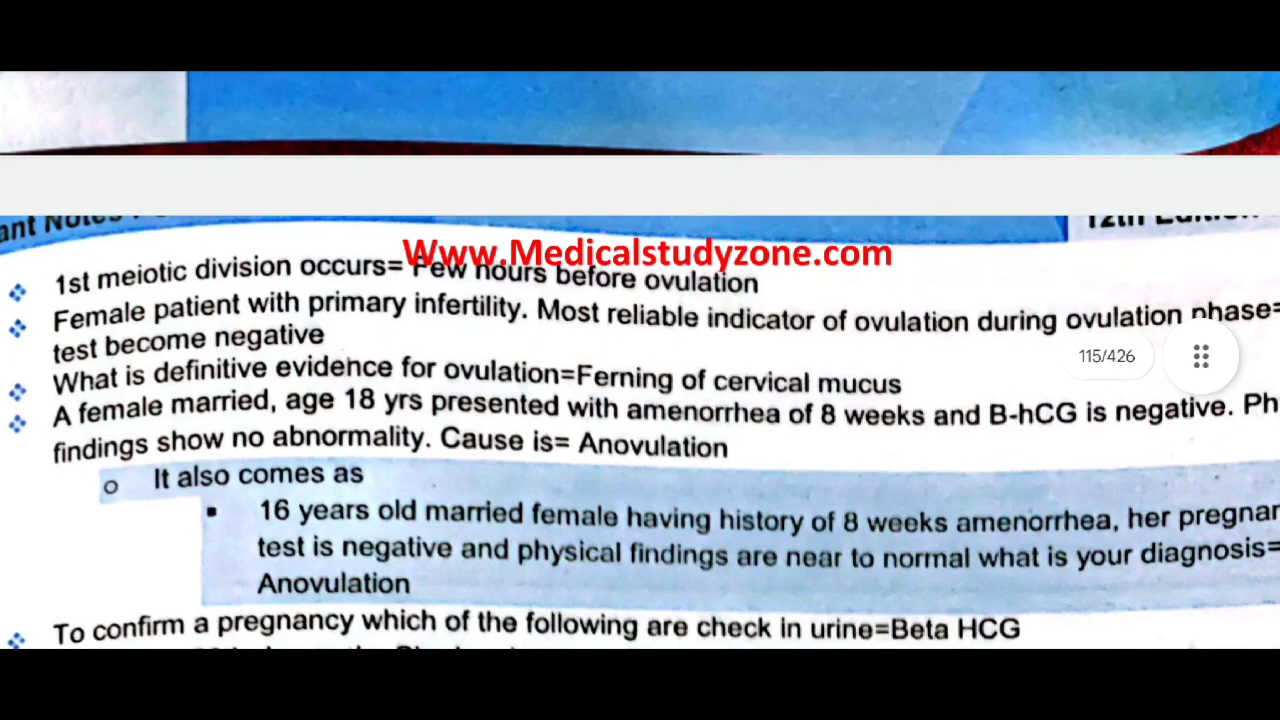 ant Notes
12th Edition
Www.Medicalstudyzone.com
❖ 1st meiotic division occurs= Few hours before ovulation
❖ Female patient with primary infertility. Most reliable indicator of ovulation during ovulation phase=
test become negative
115/426
❖ What is definitive evidence for ovulation=Ferning of cervical mucus
❖ A female married, age 18 yrs presented with amenorrhea of 8 weeks and B-hCG is negative. Ph
findings show no abnormality. Cause is= Anovulation
o It also comes as
▪ 16 years old married female having history of 8 weeks amenorrhea, her pregnan
test is negative and physical findings are near to normal what is your diagnosis=
Anovulation
❖ To confirm a pregnancy which of the following are check in urine=Beta HCG